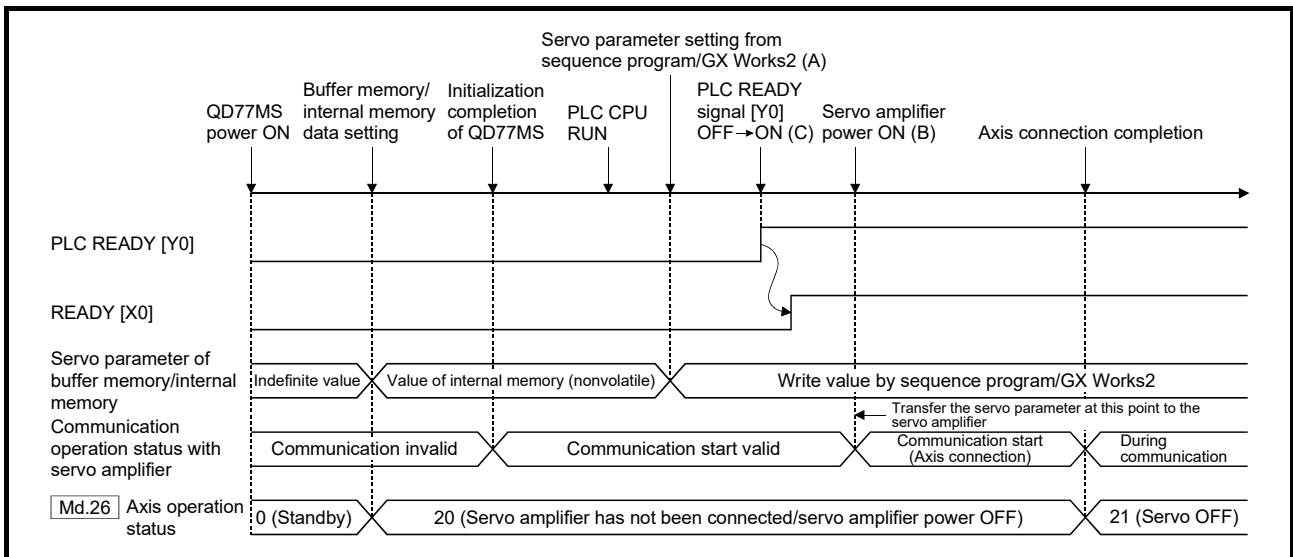 Servo parameter setting from
sequence program/GX Works2 (A)
QD77MS
power ON
Buffer memory/
internal memory
data setting
Initialization
completion
of QD77MS
PLC CPU
RUN
PLC READY
signal [Y0]
OFF→ON (C)
Servo amplifier
power ON (B)
Axis connection completion
PLC READY [Y0]
READY [X0]
Servo parameter of
buffer memory/internal
memory
Indefinite value
Value of internal memory (nonvolatile)
Write value by sequence program/GX Works2
Transfer the servo parameter at this point to the
servo amplifier
Communication
operation status with
servo amplifier
Communication invalid
Communication start valid
Communication start
(Axis connection)
During
communication
Md.26 Axis operation
status
0 (Standby)
20 (Servo amplifier has not been connected/servo amplifier power OFF)
21 (Servo OFF)